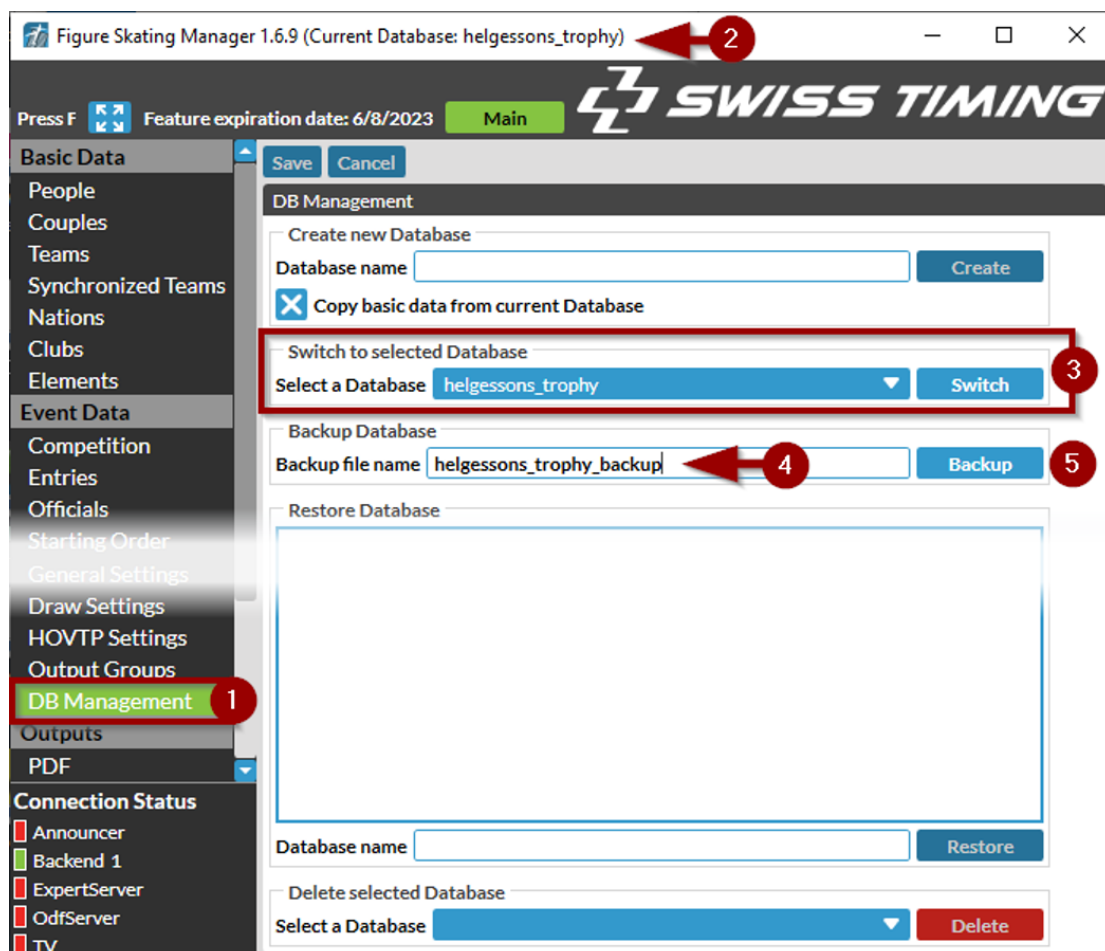 Figure Skating Manager 1.6.9 (Current Database: helgessons_trophy)
2
Press F
Feature expiration date: 6/8/2023
Main
SWISS TIMING
Basic Data
People
Couples
Teams
Synchronized Teams
Nations
Clubs
Elements
Event Data
Competition
Entries
Officials
Starting Order
General Settings
Draw Settings
HOVTP Settings
Output Groups
DB Management
1
Outputs
PDF
Connection Status
Announcer
Backend 1
ExpertServer
OdfServer
TV
Save
Cancel
DB Management
Create new Database
Database name
Create
Copy basic data from current Database
Switch to selected Database
Select a Database
helgessons_trophy
Switch
3
Backup Database
Backup file name
helgessons_trophy_backup
4
Backup
5
Restore Database
Database name
Restore
Delete selected Database
Select a Database
Delete